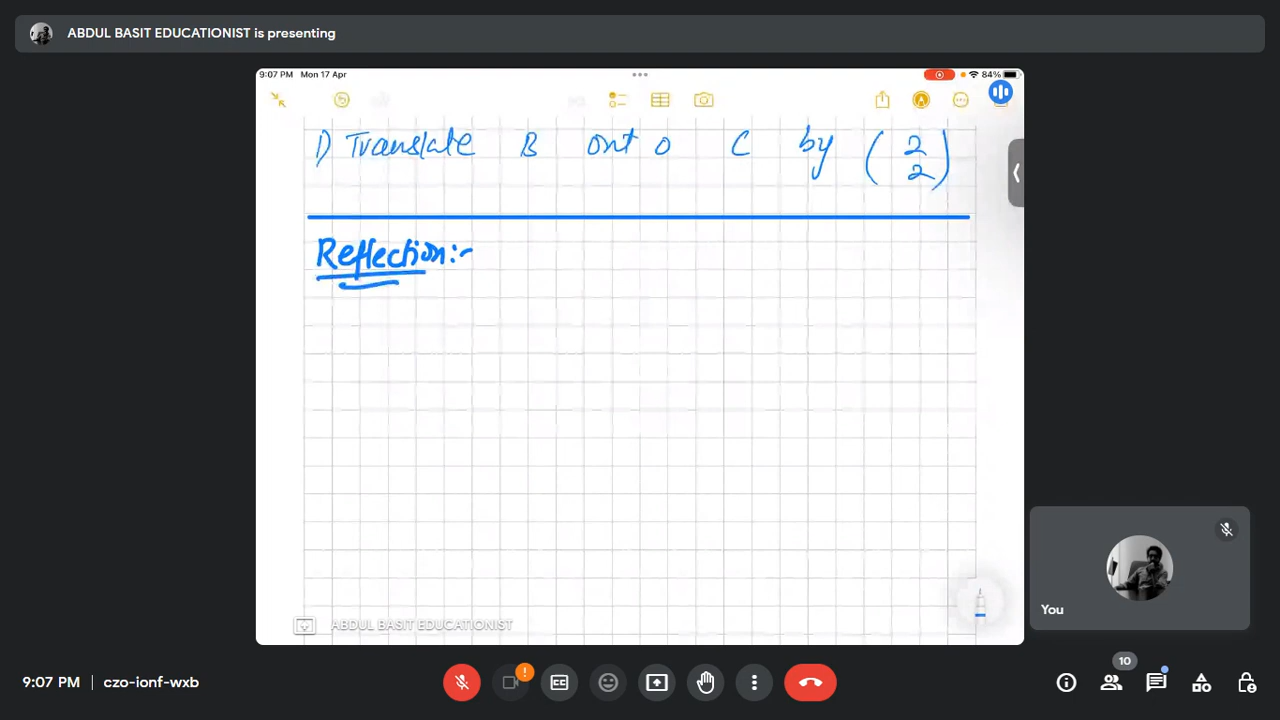 ABDUL BASIT EDUCATIONIST is presenting
9:07 PM Mon 17 Apr
84%
1) Translate B onto C by ( 2
2 )
Reflection:-
ABDUL BASIT EDUCATIONIST
You
9:07 PM | czo-ionf-wxb
CC
10